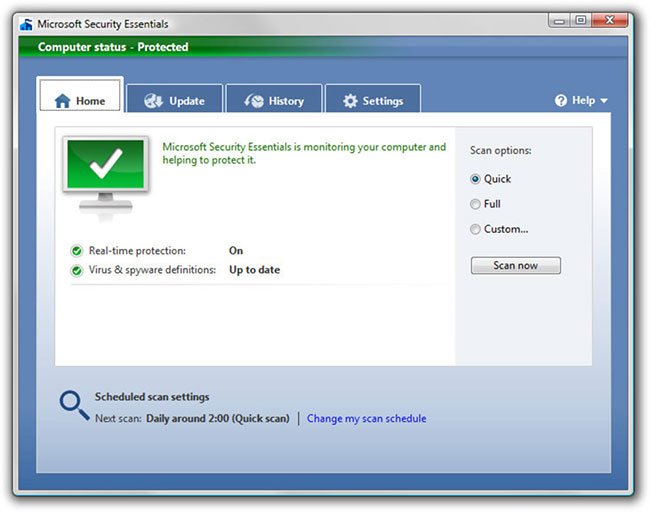 Microsoft Security Essentials
Computer status - Protected
Home
Update
History
Settings
Help
Microsoft Security Essentials is monitoring your computer and
helping to protect it.
Real-time protection: On
Virus & spyware definitions: Up to date
Scan options:
Quick
Full
Custom...
Scan now
Scheduled scan settings
Next scan: Daily around 2:00 (Quick scan) | Change my scan schedule